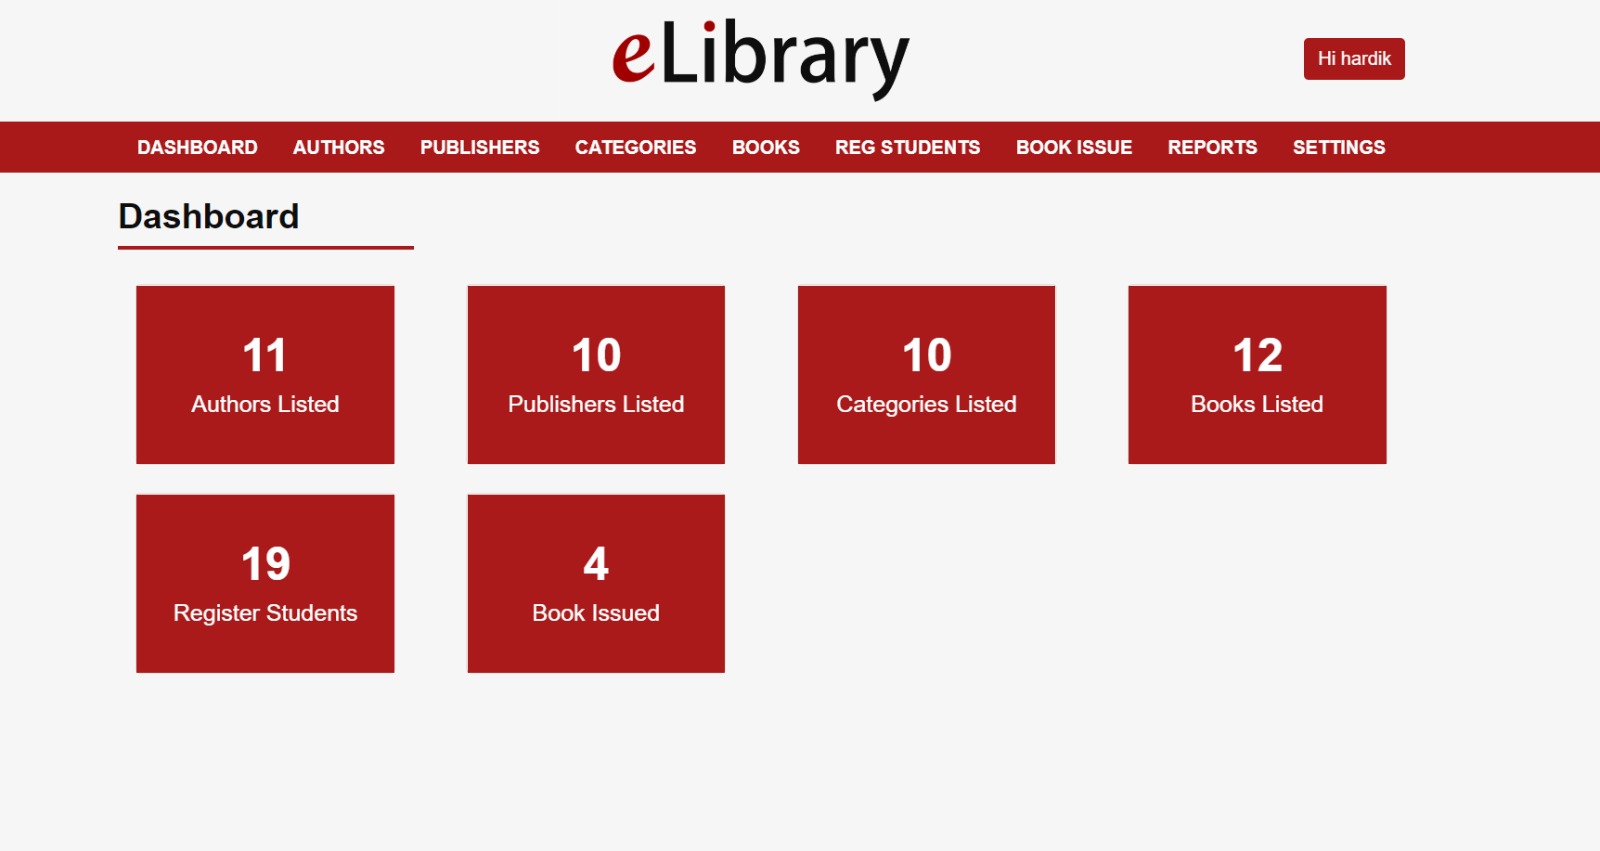 eLibrary
Hi hardik
DASHBOARD AUTHORS PUBLISHERS CATEGORIES BOOKS REG STUDENTS BOOK ISSUE REPORTS SETTINGS
Dashboard
11
Authors Listed
10
Publishers Listed
10
Categories Listed
12
Books Listed
19
Register Students
4
Book Issued